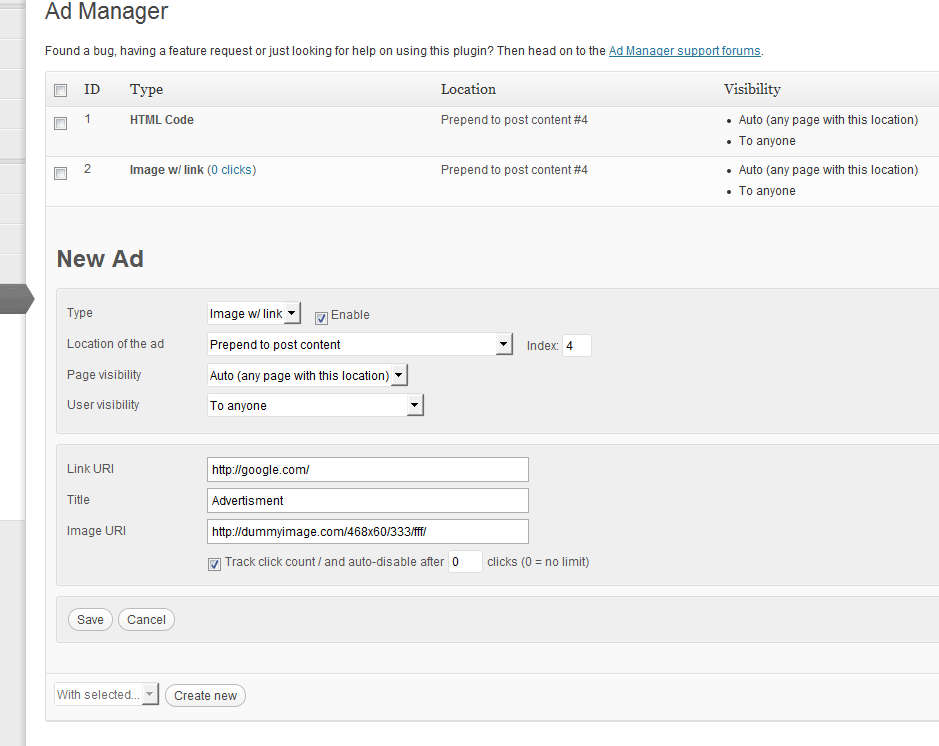 Ad Manager
Found a bug, having a feature request or just looking for help on using this plugin? Then head on to the Ad Manager support forums.
ID Type Location Visibility
1 HTML Code Prepend to post content #4 • Auto (any page with this location)
• To anyone
2 Image w/ link (0 clicks) Prepend to post content #4 • Auto (any page with this location)
• To anyone
New Ad
Type Image w/ link Enable
Location of the ad Prepend to post content Index: 4
Page visibility Auto (any page with this location)
User visibility To anyone
Link URI http://google.com/
Title Advertisment
Image URI http://dummyimage.com/468x60/333/fff/
Track click count / and auto-disable after 0 clicks (0 = no limit)
Save Cancel
With selected... Create new